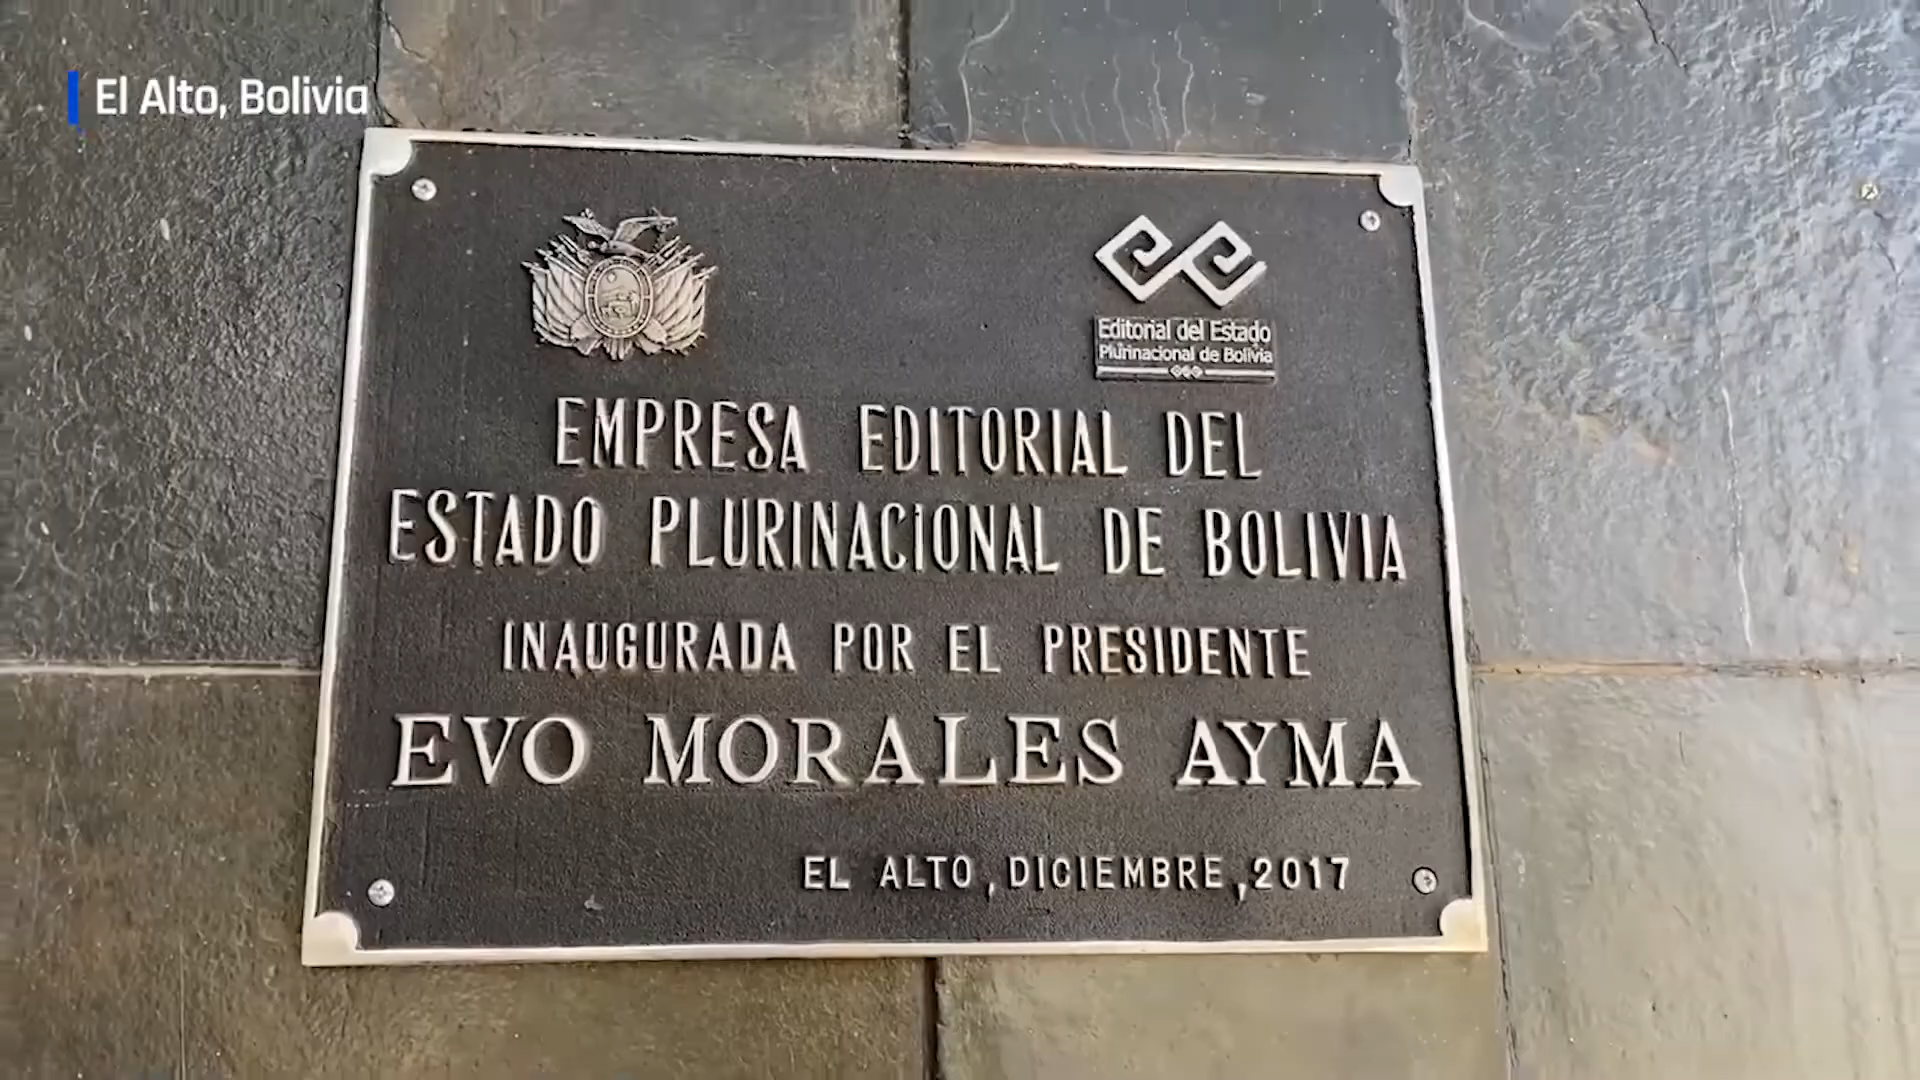 El Alto, Bolivia
Editorial del Estado
Plurinacional de Bolivia
EMPRESA EDITORIAL DEL
ESTADO PLURINACIONAL DE BOLIVIA
INAUGURADA POR EL PRESIDENTE
EVO MORALES AYMA
EL ALTO, DICIEMBRE, 2017